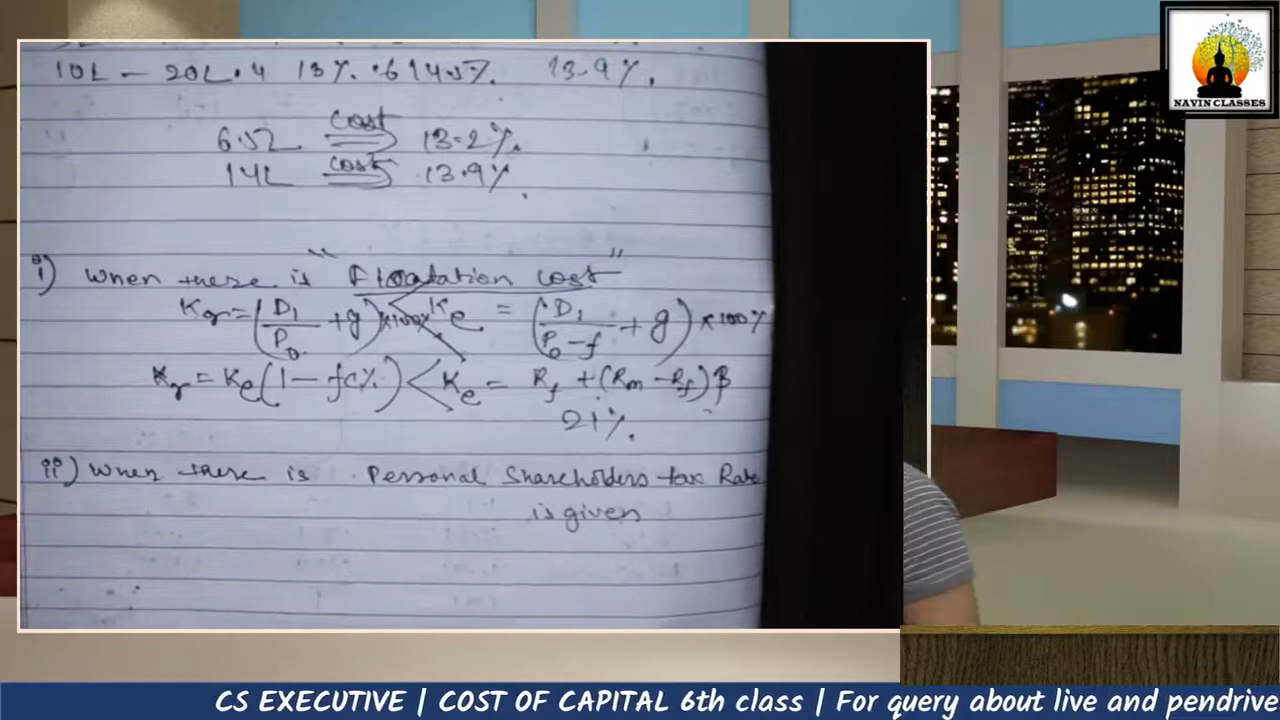 10L - 20L .4 13% .6 14.5% 13.9%.
6.5L cost 13.2%.
14L cost 13.9%.
i) When there is "Floatation cost"
Kr = (D1/P0 + g) ×100% Ke = (D1/P0-f + g) ×100%
Kr = Ke (1 - fc%) < Ke = Rf + (Rm - Rf) β
21%.
ii) When there is Personal Shareholders tax Rate
is given
NAVIN CLASSES
CS EXECUTIVE | COST OF CAPITAL 6th class | For query about live and pendrive